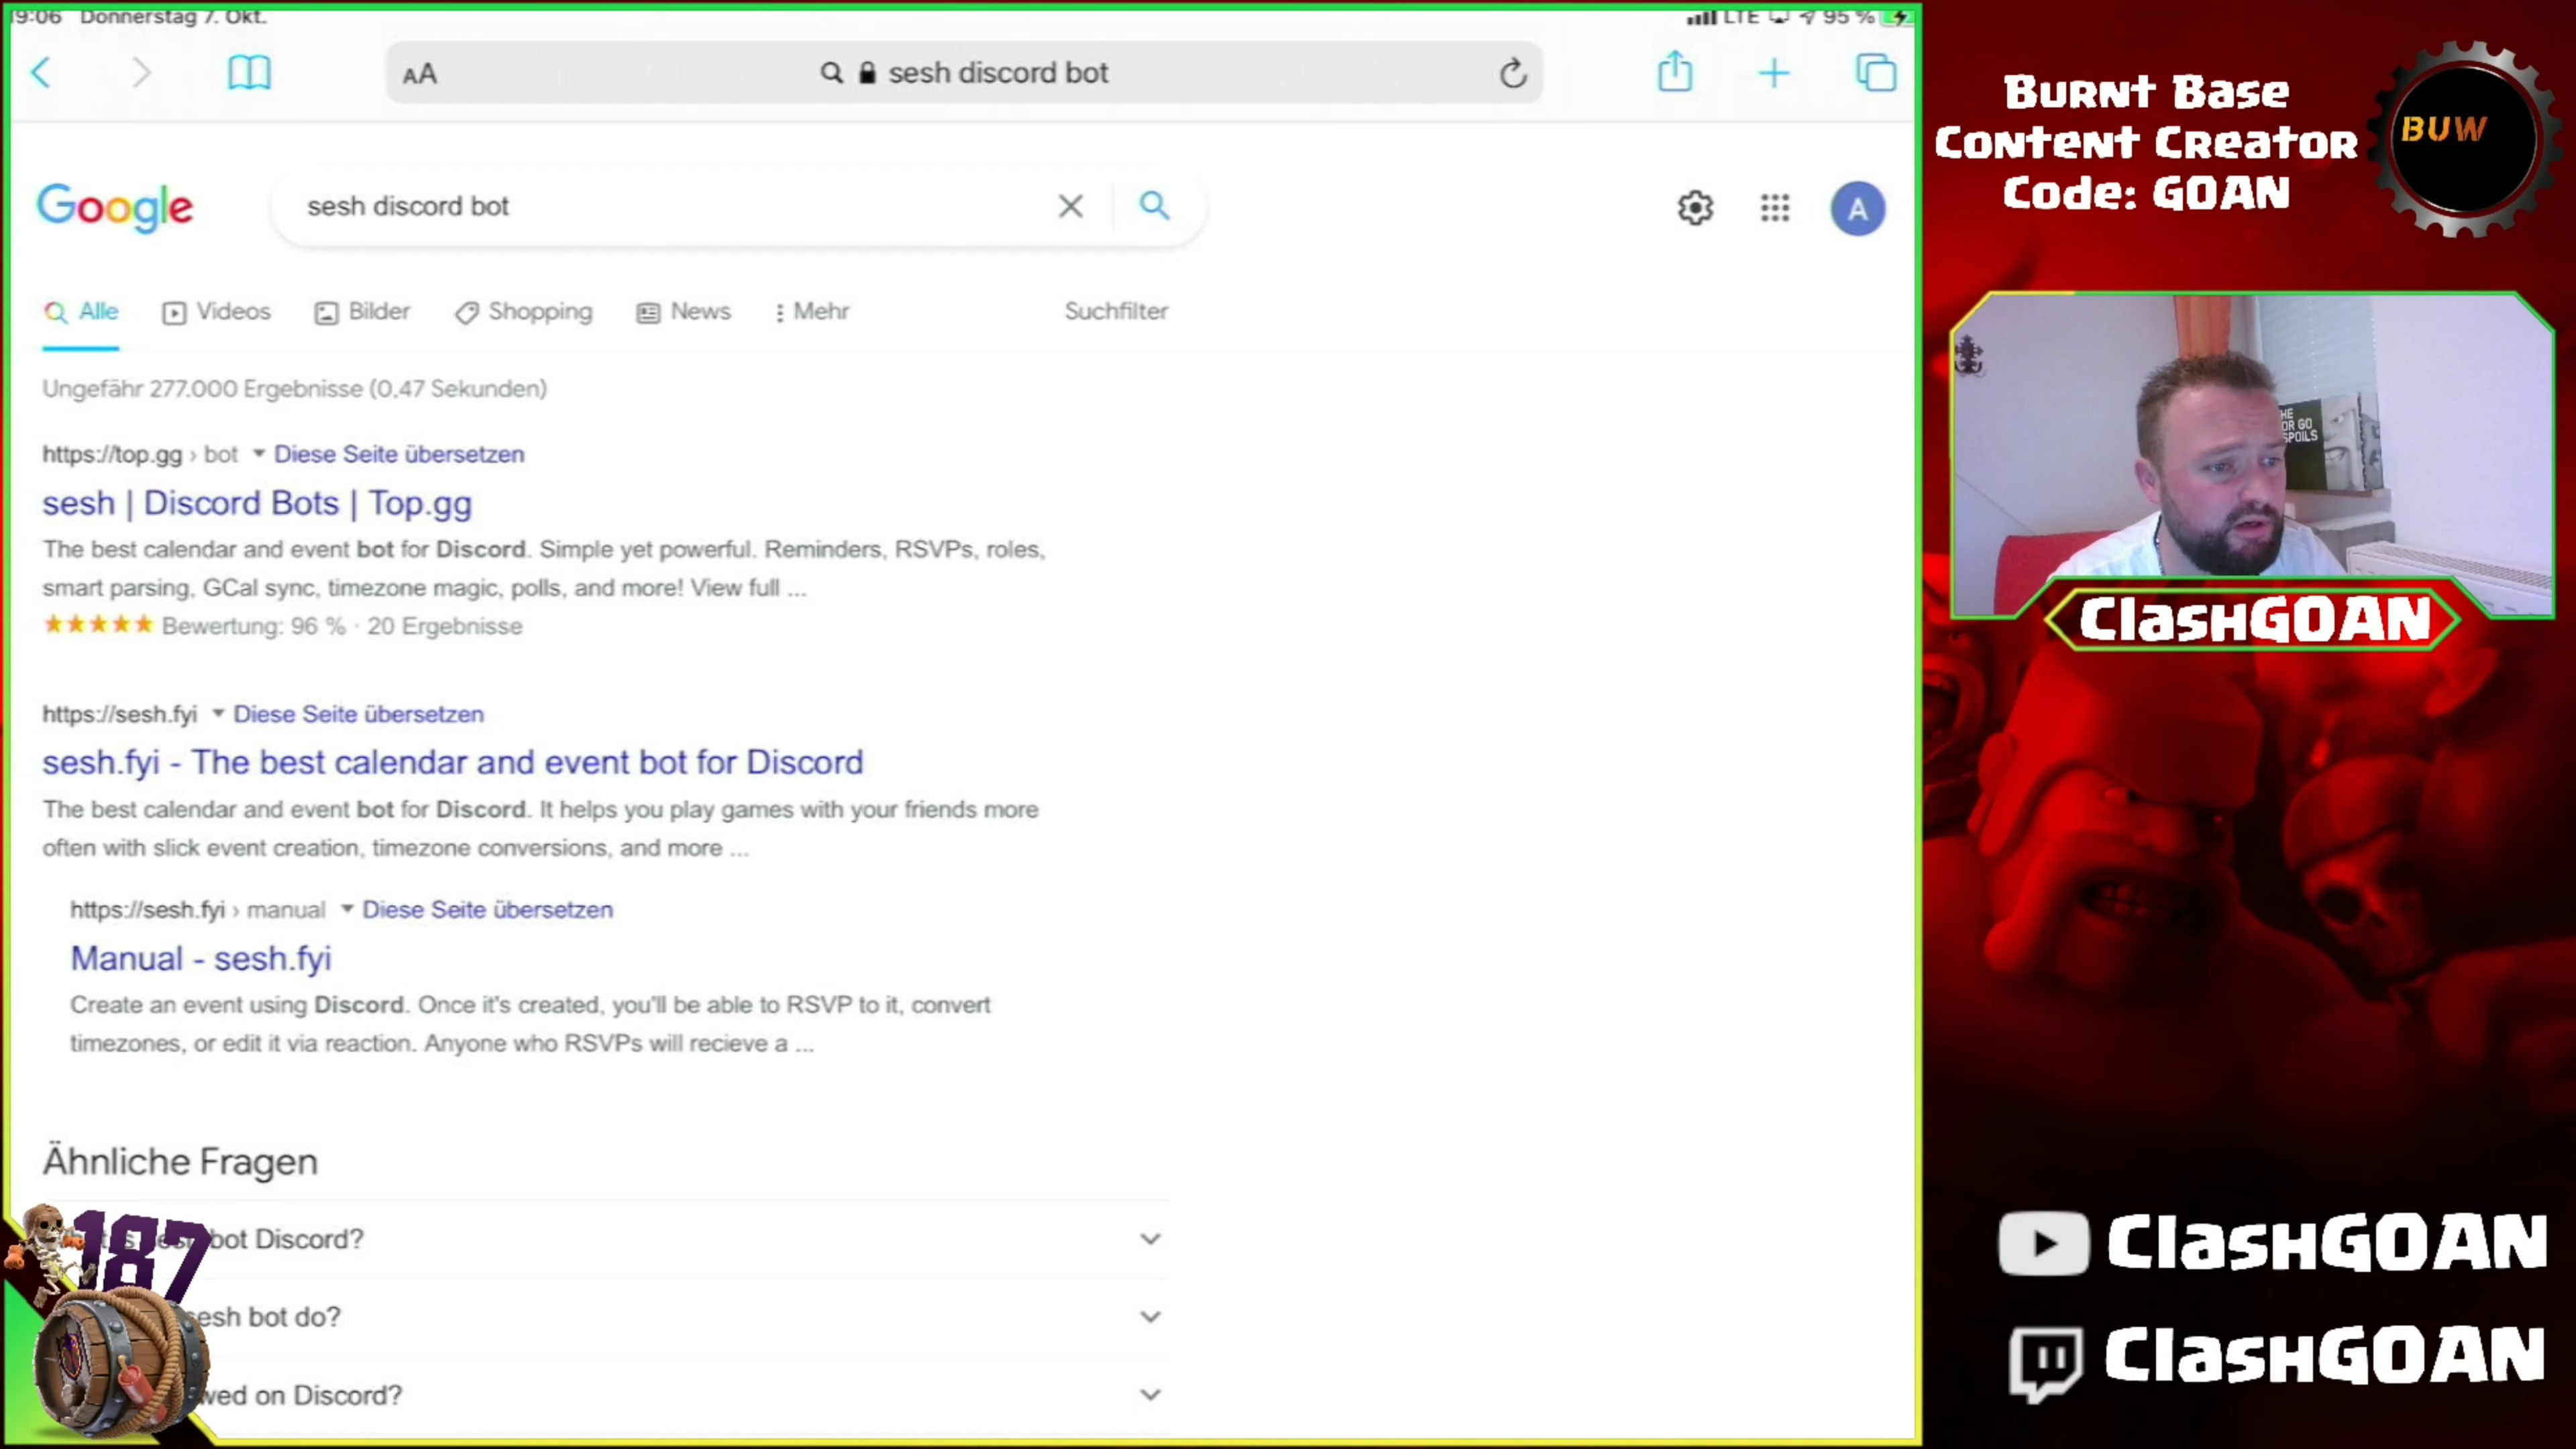 19:06 Donnerstag 7. Okt.
LTE 95 %
AA
sesh discord bot
Google
sesh discord bot
A
Alle
Videos
Bilder
Shopping
News
Mehr
Suchfilter
Ungefähr 277.000 Ergebnisse (0,47 Sekunden)
https://top.gg › bot ▾ Diese Seite übersetzen
sesh | Discord Bots | Top.gg
The best calendar and event bot for Discord. Simple yet powerful. Reminders, RSVPs, roles,
smart parsing, GCal sync, timezone magic, polls, and more! View full ...
Bewertung: 96 % · 20 Ergebnisse
https://sesh.fyi ▾ Diese Seite übersetzen
sesh.fyi - The best calendar and event bot for Discord
The best calendar and event bot for Discord. It helps you play games with your friends more
often with slick event creation, timezone conversions, and more ...
https://sesh.fyi › manual ▾ Diese Seite übersetzen
Manual - sesh.fyi
Create an event using Discord. Once it's created, you'll be able to RSVP to it, convert
timezones, or edit it via reaction. Anyone who RSVPs will recieve a ...
Ähnliche Fragen
bot Discord?
sesh bot do?
on Discord?
187
Burnt Base
Content Creator
Code: GOAN
BUW
OR GO
SPOILS
ClashGOAN
ClashGOAN
ClashGOAN